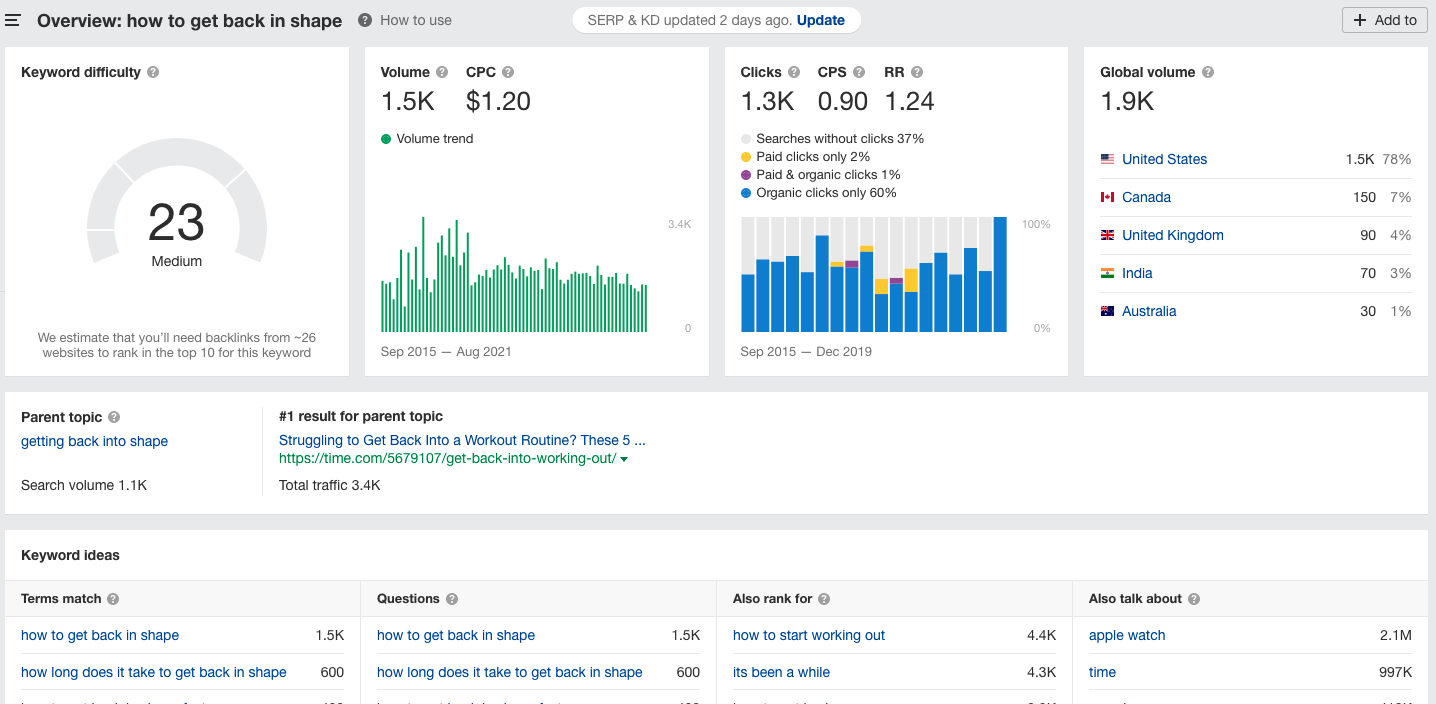 Overview: how to get back in shape ? How to use
SERP & KD updated 2 days ago. Update
+ Add to
Keyword difficulty ?
23
Medium
We estimate that you'll need backlinks from ~26
websites to rank in the top 10 for this keyword
Volume ? CPC ?
1.5K $1.20
Volume trend
3.4K
0
Sep 2015 — Aug 2021
Clicks ? CPS ? RR ?
1.3K 0.90 1.24
Searches without clicks 37%
Paid clicks only 2%
Paid & organic clicks 1%
Organic clicks only 60%
100%
0%
Sep 2015 — Dec 2019
Global volume ?
1.9K
United States 1.5K 78%
Canada 150 7%
United Kingdom 90 4%
India 70 3%
Australia 30 1%
Parent topic ?
getting back into shape
Search volume 1.1K
#1 result for parent topic
Struggling to Get Back Into a Workout Routine? These 5 ...
https://time.com/5679107/get-back-into-working-out/
Total traffic 3.4K
Keyword ideas
Terms match ?
how to get back in shape 1.5K
how long does it take to get back in shape 600
Questions ?
how to get back in shape 1.5K
how long does it take to get back in shape 600
Also rank for ?
how to start working out 4.4K
its been a while 4.3K
Also talk about ?
apple watch 2.1M
time 997K